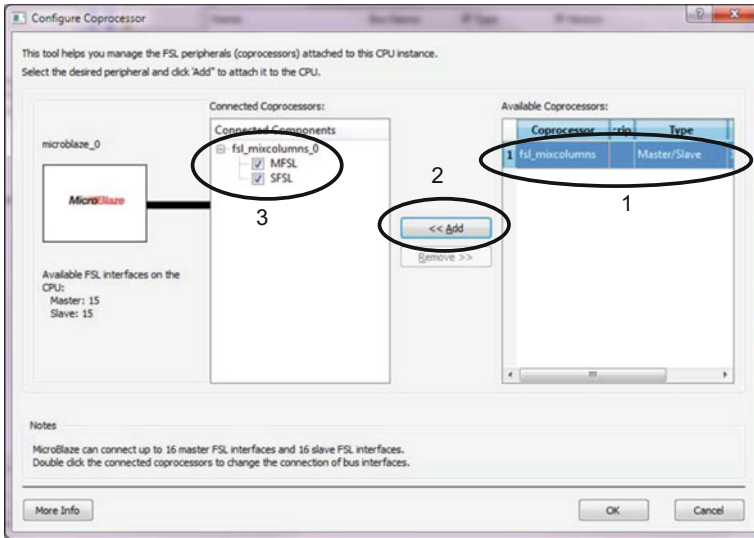 Configure Coprocessor
This tool helps you manage the FSL peripherals (coprocessors) attached to this CPU instance.
Select the desired peripheral and click 'Add" to attach it to the CPU.
Connected Coprocessors:
Available Coprocessors:
microblaze_0
MicroBlaze
Available FSL interfaces on the
CPU:
Master: 15
Slave: 15
Connected Components
fsl_mixcolumns_0
MFSL
SFSL
3
2
<< Add
Remove >>
Coprocessor Type
1 fsl_mixcolumns Master/Slave
1
Notes
MicroBlaze can connect up to 16 master FSL interfaces and 16 slave FSL interfaces.
Double click the connected coprocessors to change the connection of bus interfaces.
More Info
OK
Cancel